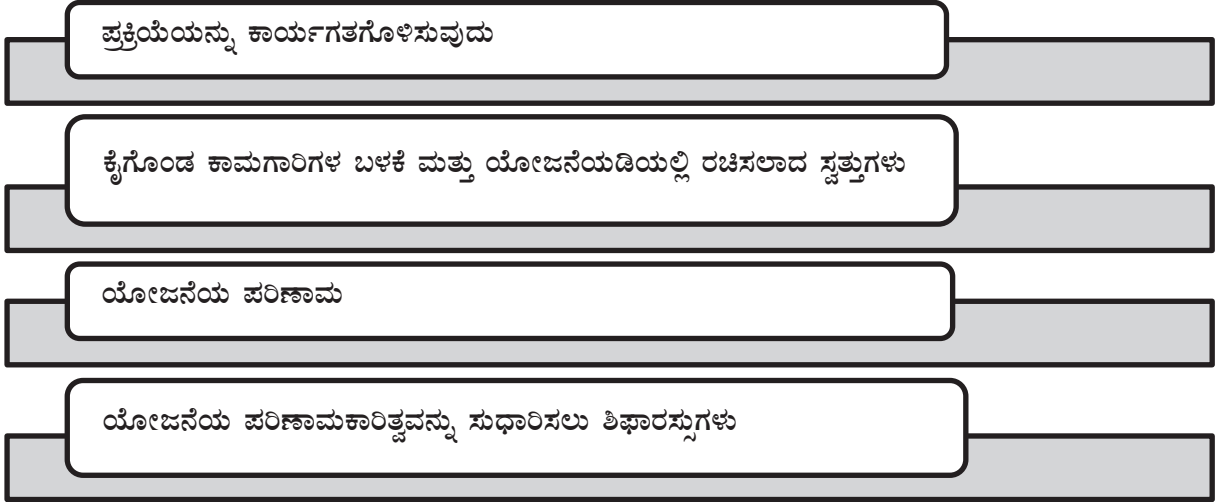 ಪ್ರಕ್ರಿಯೆಯನ್ನು ಕಾರ್ಯಗತಗೊಳಿಸುವುದು
ಕೈಗೊಂಡ ಕಾಮಗಾರಿಗಳ ಬಳಕೆ ಮತ್ತು ಯೋಜನೆಯಡಿಯಲ್ಲಿ ರಚಿಸಲಾದ ಸ್ವತ್ತುಗಳು
ಯೋಜನೆಯ ಪರಿಣಾಮ
ಯೋಜನೆಯ ಪರಿಣಾಮಕಾರಿತ್ವವನ್ನು ಸುಧಾರಿಸಲು ಶಿಫಾರಸ್ಸುಗಳು